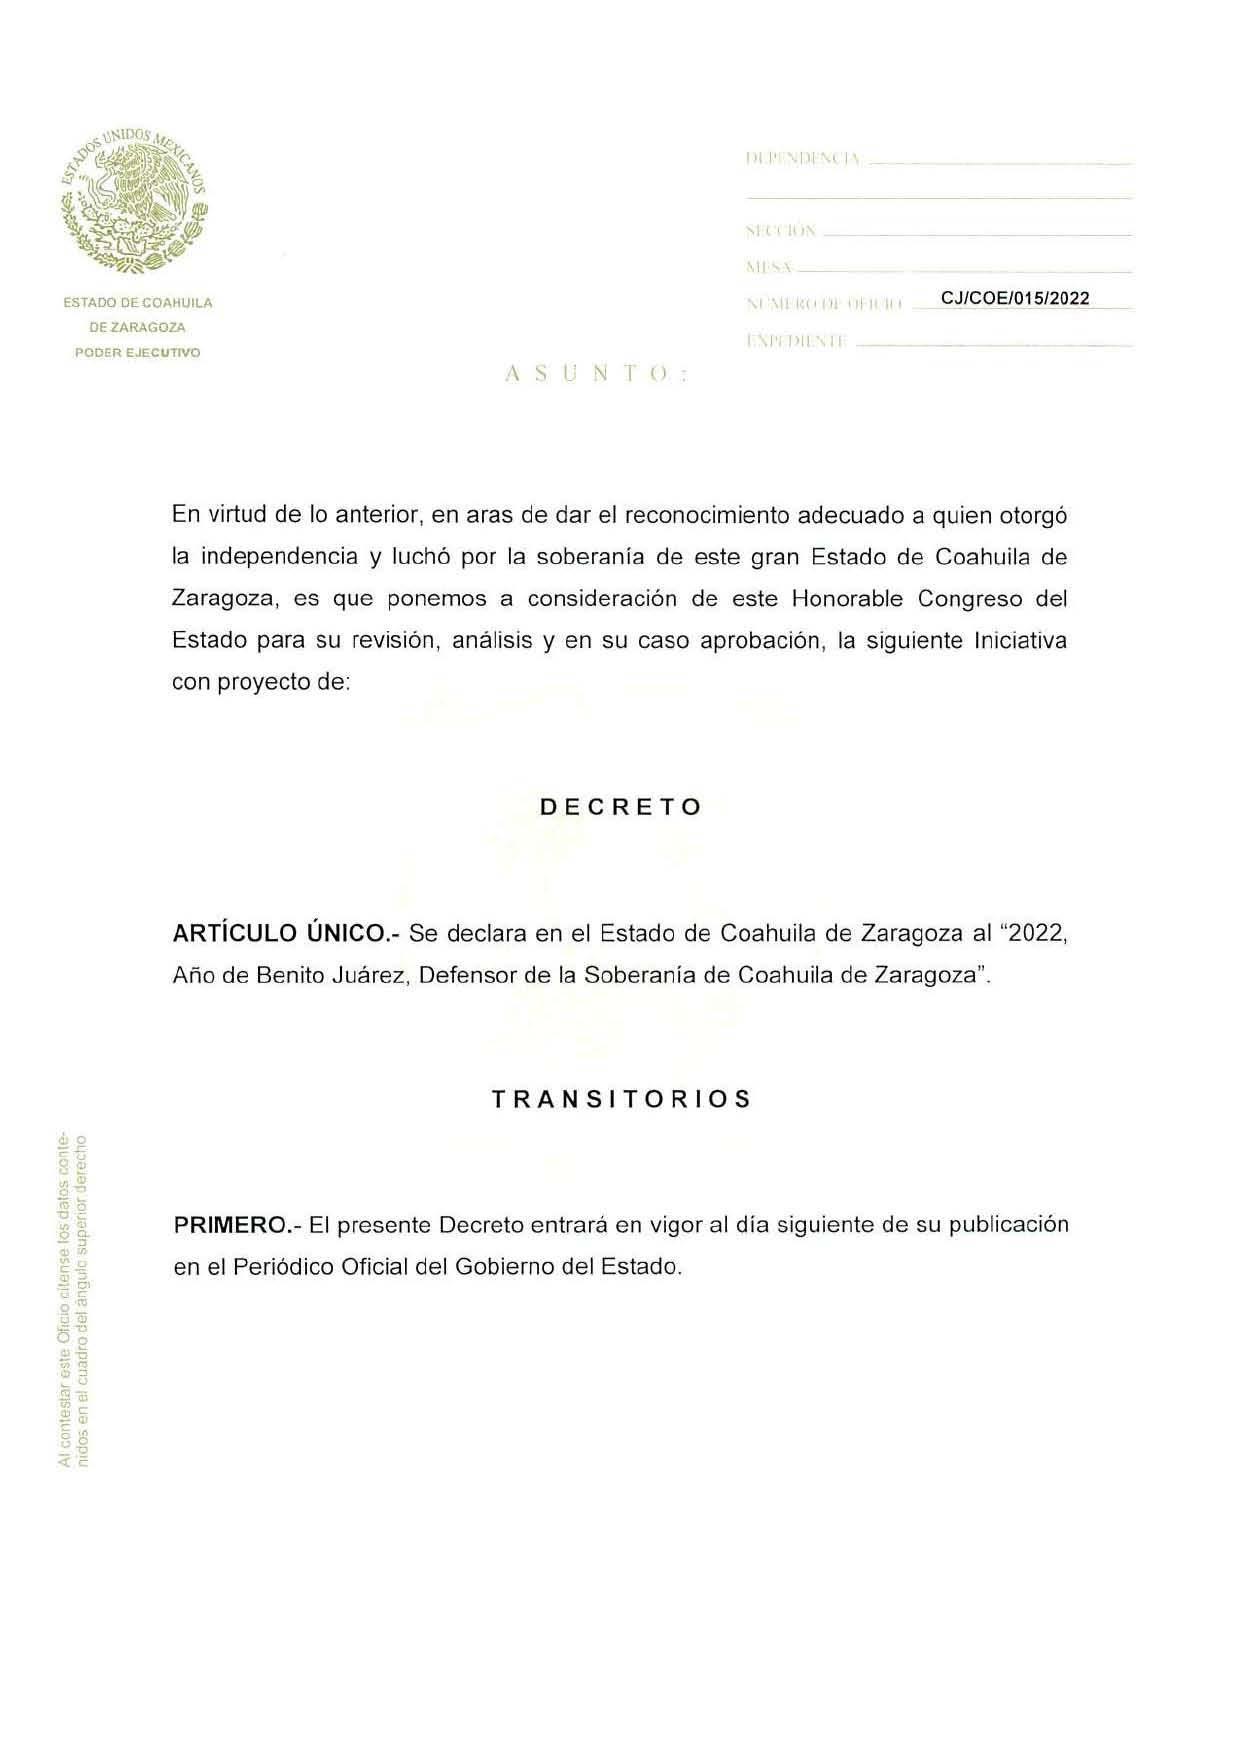 ESTADOS UNIDOS MEXICANOS
ESTADO DE COAHUILA
DE ZARAGOZA
PODER EJECUTIVO
DEPENDENCIA
SECCIÓN
MESA
NÚMERO DE OFICIO CJ/COE/015/2022
EXPEDIENTE
A S U N T O :
En virtud de lo anterior, en aras de dar el reconocimiento adecuado a quien otorgó
la independencia y luchó por la soberanía de este gran Estado de Coahuila de
Zaragoza, es que ponemos a consideración de este Honorable Congreso del
Estado para su revisión, análisis y en su caso aprobación, la siguiente Iniciativa
con proyecto de:
D E C R E T O
ARTÍCULO ÚNICO.- Se declara en el Estado de Coahuila de Zaragoza al “2022,
Año de Benito Juárez, Defensor de la Soberanía de Coahuila de Zaragoza”.
T R A N S I T O R I O S
PRIMERO.- El presente Decreto entrará en vigor al día siguiente de su publicación
en el Periódico Oficial del Gobierno del Estado.
Al contestar este Oficio cítense los datos conte-
nidos en el cuadro del ángulo superior derecho